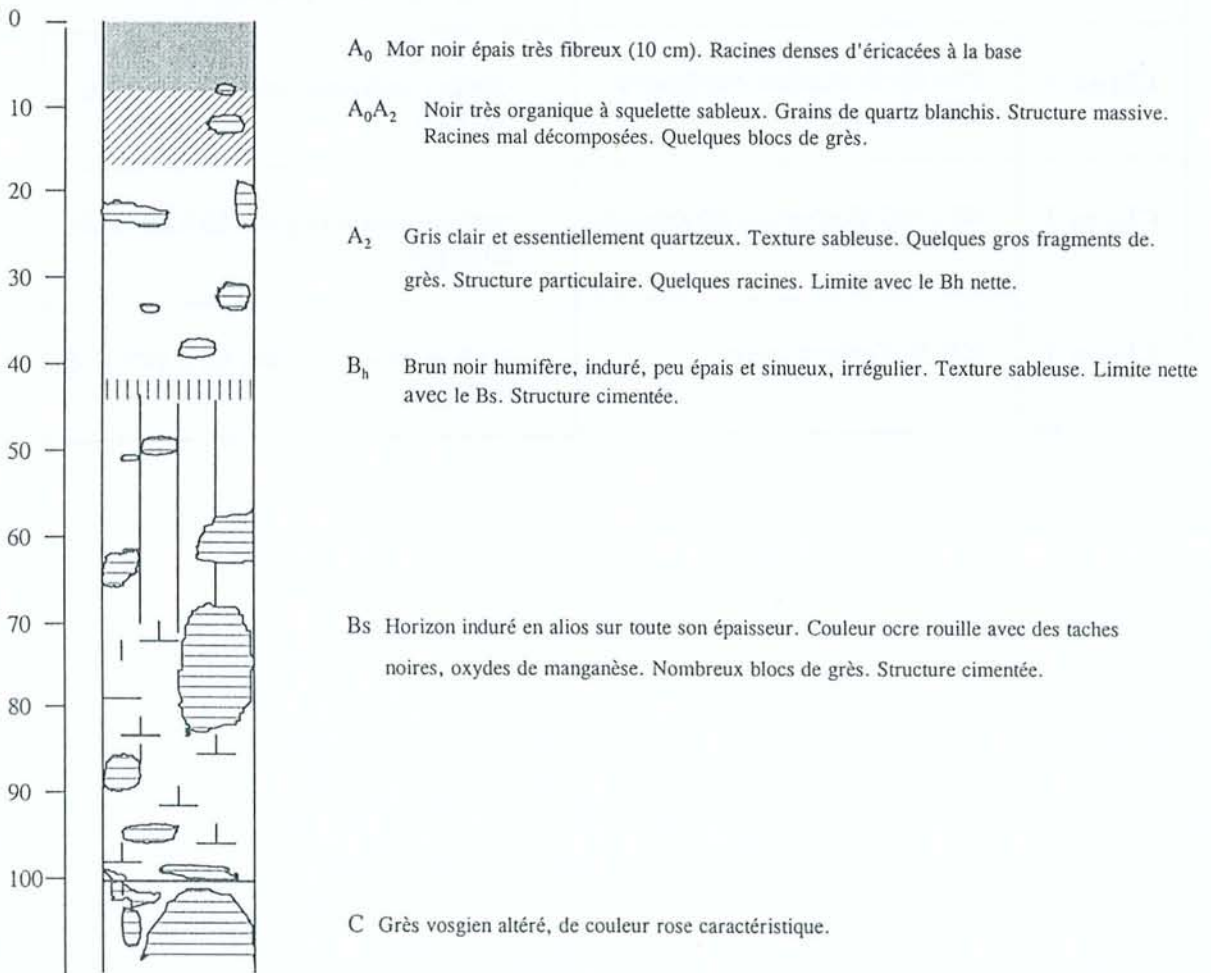 0
A₀ Mor noir épais très fibreux (10 cm). Racines denses d'éricacées à la base
10
A₀A₂ Noir très organique à squelette sableux. Grains de quartz blanchis. Structure massive.
Racines mal décomposées. Quelques blocs de grès.
20
A₂ Gris clair et essentiellement quartzeux. Texture sableuse. Quelques gros fragments de.
30
grès. Structure particulaire. Quelques racines. Limite avec le Bh nette.
40
Bₕ Brun noir humifère, induré, peu épais et sinueux, irrégulier. Texture sableuse. Limite nette
avec le Bs. Structure cimentée.
50
60
70
Bs Horizon induré en alios sur toute son épaisseur. Couleur ocre rouille avec des taches
noires, oxydes de manganèse. Nombreux blocs de grès. Structure cimentée.
80
90
100
C Grès vosgien altéré, de couleur rose caractéristique.